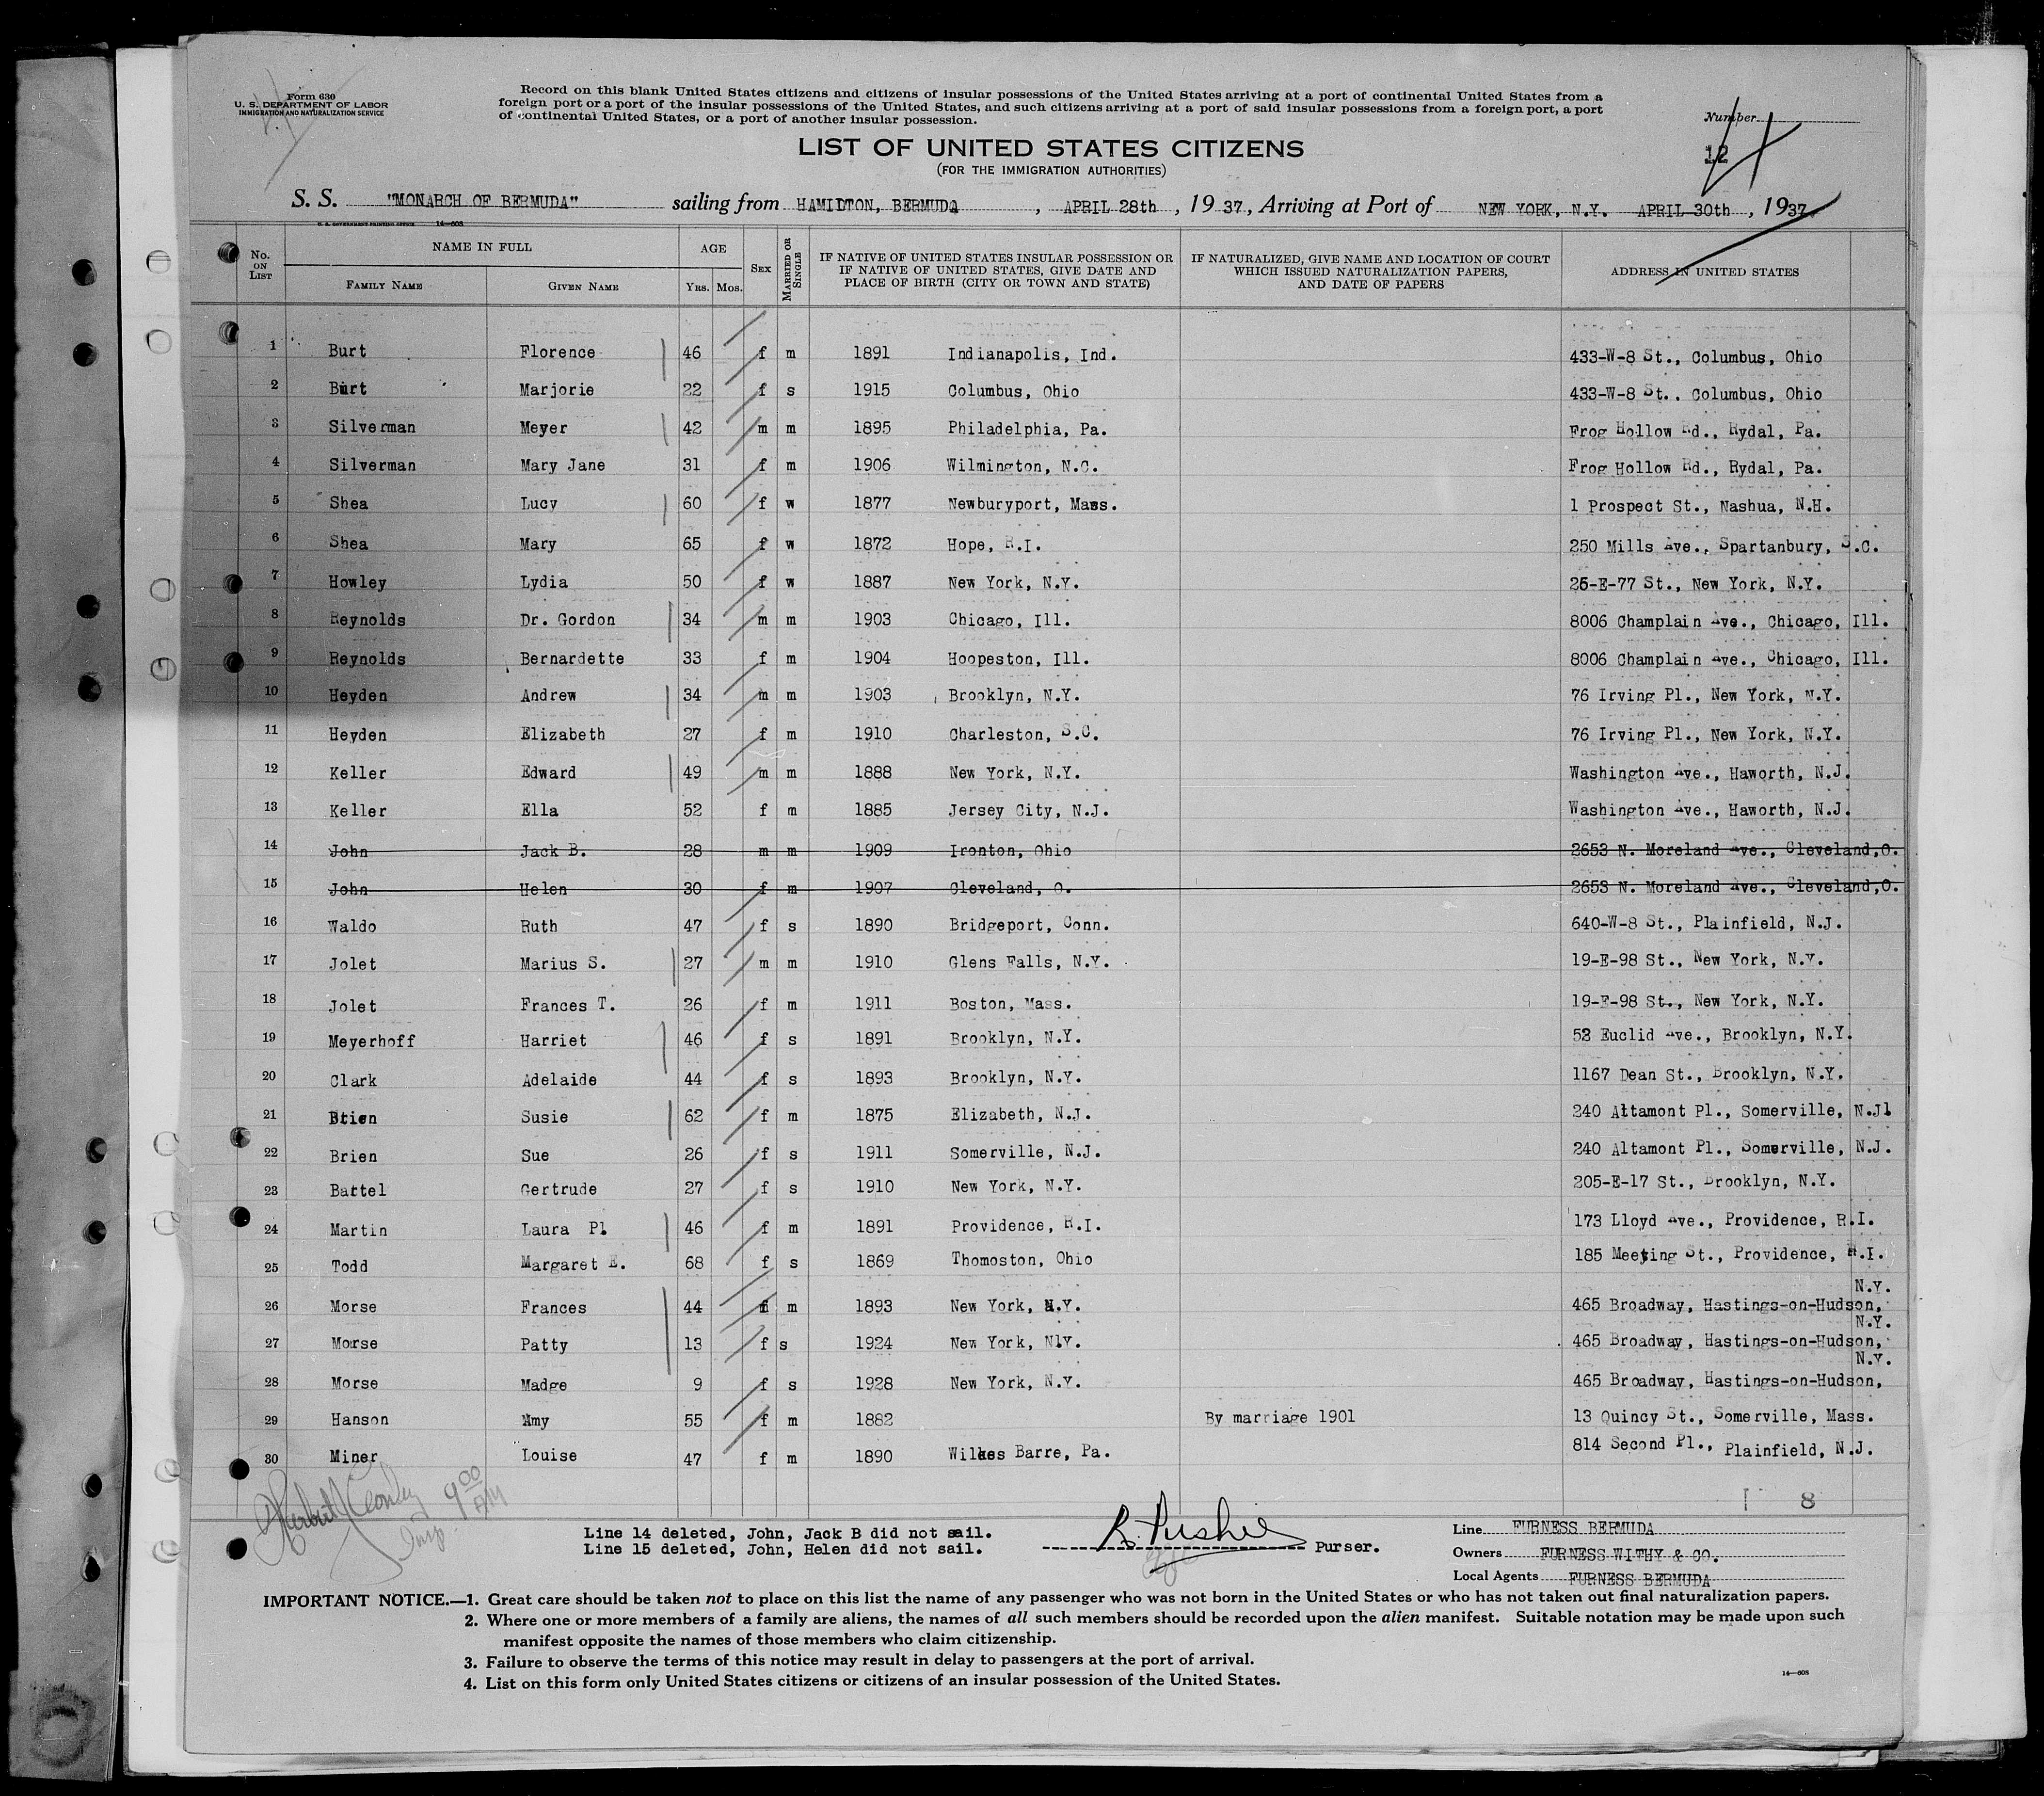 Form 630
U. S. DEPARTMENT OF LABOR
IMMIGRATION AND NATURALIZATION SERVICE
Record on this blank United States citizens and citizens of insular possessions of the United States arriving at a port of continental United States from a
foreign port or a port of the insular possessions of the United States, and such citizens arriving at a port of said insular possessions from a foreign port, a port
of continental United States, or a port of another insular possession.
Number
12
LIST OF UNITED STATES CITIZENS
(FOR THE IMMIGRATION AUTHORITIES)
S. S. "MONARCH OF BERMUDA" sailing from HAMILTON, BERMUDA, APRIL 28th, 19 37, Arriving at Port of NEW YORK, N.Y. APRIL 30th, 1937
U. S. GOVERNMENT PRINTING OFFICE 14—608
No. ON LIST NAME IN FULL FAMILY NAME GIVEN NAME AGE YRS. MOS. SEX MARRIED OR SINGLE IF NATIVE OF UNITED STATES INSULAR POSSESSION OR IF NATIVE OF UNITED STATES, GIVE DATE AND PLACE OF BIRTH (CITY OR TOWN AND STATE) IF NATURALIZED, GIVE NAME AND LOCATION OF COURT WHICH ISSUED NATURALIZATION PAPERS, AND DATE OF PAPERS ADDRESS IN UNITED STATES
1 Burt Florence 46 f m 1891 Indianapolis, Ind. 433-W-8 St., Columbus, Ohio
2 Burt Marjorie 22 f s 1915 Columbus, Ohio 433-W-8 St.. Columbus, Ohio
3 Silverman Meyer 42 m m 1895 Philadelphia, Pa. Frog Hollow Rd., Rydal, Pa.
4 Silverman Mary Jane 31 f m 1906 Wilmington, N.C. Frog Hollow Rd., Rydal, Pa.
5 Shea Lucy 60 f w 1877 Newburyport, Mass. 1 Prospect St., Nashua, N.H.
6 Shea Mary 65 f w 1872 Hope, R.I. 250 Mills Ave., Spartanbury, S.C.
7 Howley Lydia 50 f w 1887 New York, N.Y. 25-E-77 St., New York, N.Y.
8 Reynolds Dr. Gordon 34 m m 1903 Chicago, Ill. 8006 Champlain Ave., Chicago, Ill.
9 Reynolds Bernardette 33 f m 1904 Hoopeston, Ill. 8006 Champlain Ave., Chicago, Ill.
10 Heyden Andrew 34 m m 1903 Brooklyn, N.Y. 76 Irving Pl., New York, N.Y.
11 Heyden Elizabeth 27 f m 1910 Charleston, S.C. 76 Irving Pl., New York, N.Y.
12 Keller Edward 49 m m 1888 New York, N.Y. Washington Ave., Haworth, N.J.
13 Keller Ella 52 f m 1885 Jersey City, N.J. Washington Ave., Haworth, N.J.
14 John Jack B. 28 m m 1909 Ironton, Ohio 2653 N. Moreland Ave., Cleveland,O.
15 John Helen 30 f m 1907 Cleveland, O. 2653 N. Moreland Ave., Cleveland,O.
16 Waldo Ruth 47 f s 1890 Bridgeport, Conn. 640-W-8 St., Plainfield, N.J.
17 Jolet Marius S. 27 m m 1910 Glens Falls, N.Y. 19-E-98 St., New York, N.Y.
18 Jolet Frances T. 26 f m 1911 Boston, Mass. 19-E-98 St., New York, N.Y.
19 Meyerhoff Harriet 46 f s 1891 Brooklyn, N.Y. 52 Euclid Ave., Brooklyn, N.Y.
20 Clark Adelaide 44 f s 1893 Brooklyn, N.Y. 1167 Dean St., Brooklyn, N.Y.
21 Btien Susie 62 f m 1875 Elizabeth, N.J. 240 Altamont Pl., Somerville, N.Jl
22 Brien Sue 26 f s 1911 Somerville, N.J. 240 Altamont Pl., Somerville, N.J.
23 Battel Gertrude 27 f s 1910 New York, N.Y. 205-E-17 St., Brooklyn, N.Y.
24 Martin Laura Pl. 46 f m 1891 Providence, R.I. 173 Lloyd Ave., Providence, R.I.
25 Todd Margaret E. 68 f s 1869 Thomoston, Ohio 185 Meeting St., Providence, R.I.
26 Morse Frances 44 f m 1893 New York, N.Y. 465 Broadway, Hastings-on-Hudson, N.Y.
27 Morse Patty 13 f s 1924 New York, NlY. 465 Broadway, Hastings-on-Hudson, N.Y.
28 Morse Madge 9 f s 1928 New York, N.Y. 465 Broadway, Hastings-on-Hudson, N.Y.
29 Hanson Amy 55 f m 1882 By marriage 1901 13 Quincy St., Somerville, Mass.
30 Miner Louise 47 f m 1890 Wilkes Barre, Pa. 814 Second Pl., Plainfield, N.J.
8
9 00 AM
Insp.
Line 14 deleted, John, Jack B did not sail.
Line 15 deleted, John, Helen did not sail.
Purser.
Line FURNESS BERMUDA
Owners FURNESS WITHY & CO.
Local Agents FURNESS BERMUDA
IMPORTANT NOTICE.—1. Great care should be taken not to place on this list the name of any passenger who was not born in the United States or who has not taken out final naturalization papers.
2. Where one or more members of a family are aliens, the names of all such members should be recorded upon the alien manifest. Suitable notation may be made upon such
manifest opposite the names of those members who claim citizenship.
3. Failure to observe the terms of this notice may result in delay to passengers at the port of arrival.
4. List on this form only United States citizens or citizens of an insular possession of the United States.
14—608